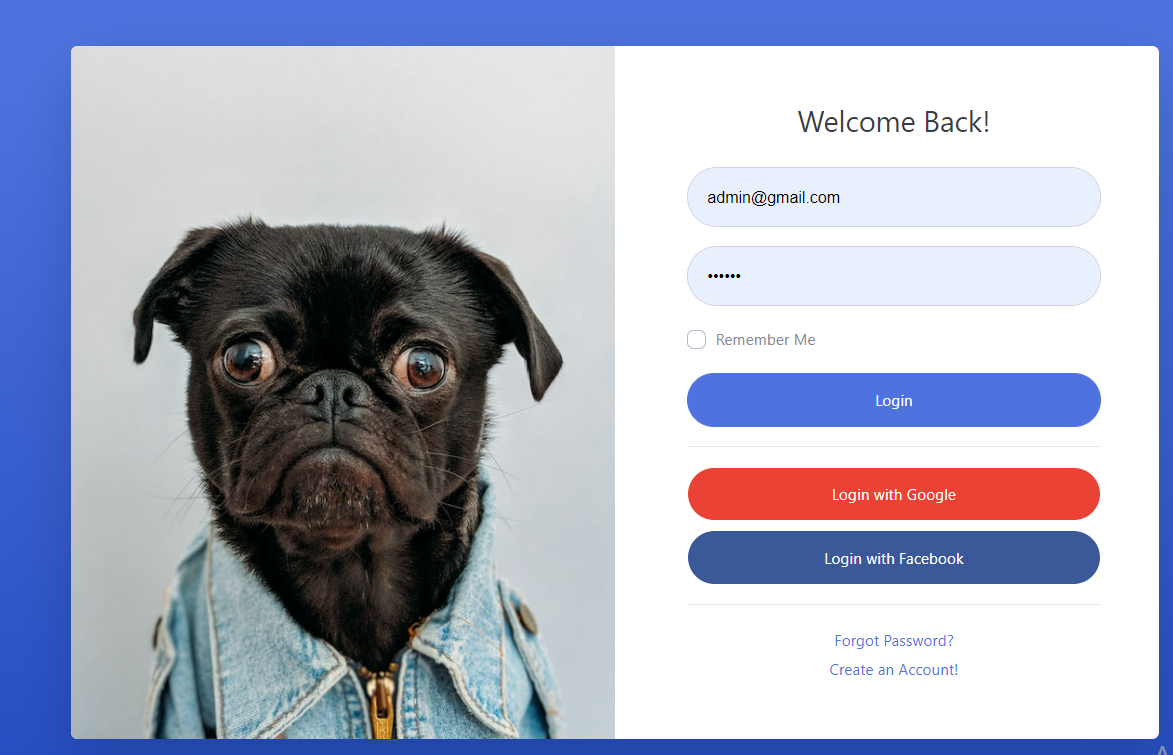 Welcome Back!
admin@gmail.com
••••••
Remember Me
Login
Login with Google
Login with Facebook
Forgot Password?
Create an Account!